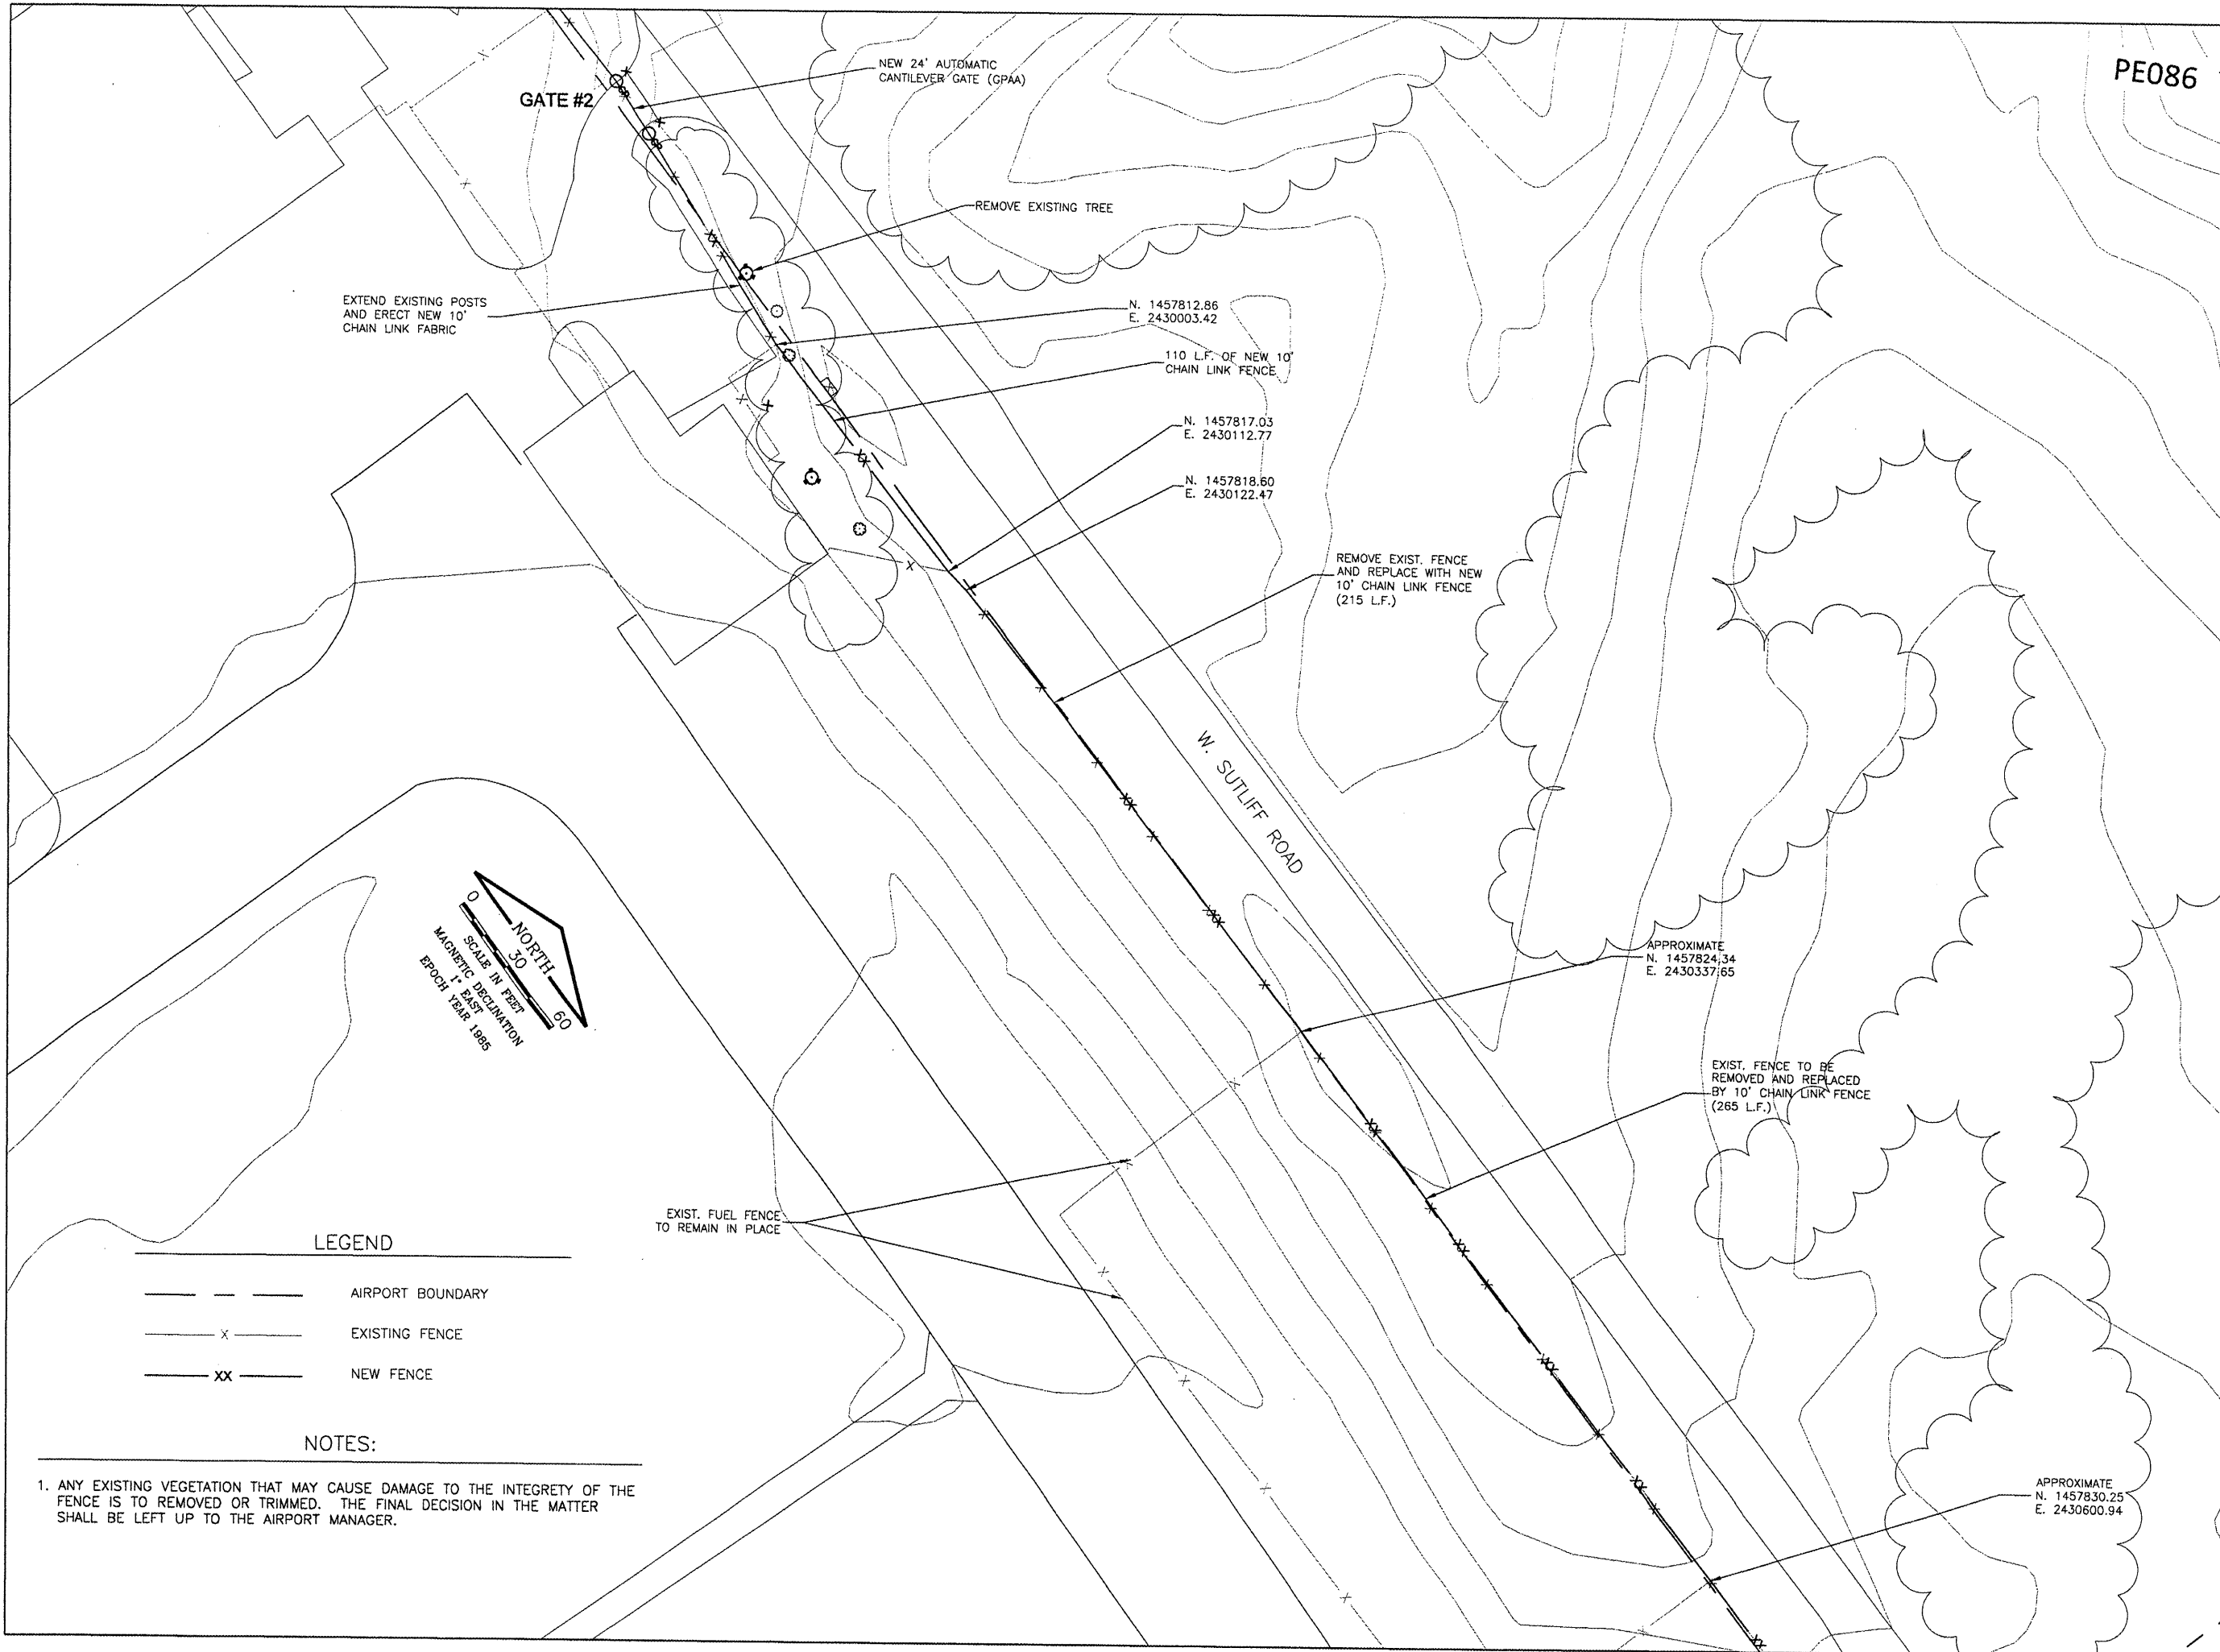 PE086
NEW 24' AUTOMATIC
CANTILEVER GATE (GPAA)
GATE #2
REMOVE EXISTING TREE
EXTEND EXISTING POSTS
AND ERECT NEW 10'
CHAIN LINK FABRIC
N. 1457812.86
E. 2430003.42
110 L.F. OF NEW 10'
CHAIN LINK FENCE
N. 1457817.03
E. 2430112.77
N. 1457818.60
E. 2430122.47
REMOVE EXIST. FENCE
AND REPLACE WITH NEW
10' CHAIN LINK FENCE
(215 L.F.)
W. SUTLIFF ROAD
NORTH
0 30 60
SCALE IN FEET
MAGNETIC DECLINATION
1° EAST
EPOCH YEAR 1985
APPROXIMATE
N. 1457824.34
E. 2430337.65
EXIST. FENCE TO BE
REMOVED AND REPLACED
BY 10' CHAIN LINK FENCE
(265 L.F.)
EXIST. FUEL FENCE
TO REMAIN IN PLACE
APPROXIMATE
N. 1457830.25
E. 2430600.94
LEGEND
AIRPORT BOUNDARY
X EXISTING FENCE
XX NEW FENCE
NOTES:
1. ANY EXISTING VEGETATION THAT MAY CAUSE DAMAGE TO THE INTEGRETY OF THE
FENCE IS TO REMOVED OR TRIMMED. THE FINAL DECISION IN THE MATTER
SHALL BE LEFT UP TO THE AIRPORT MANAGER.